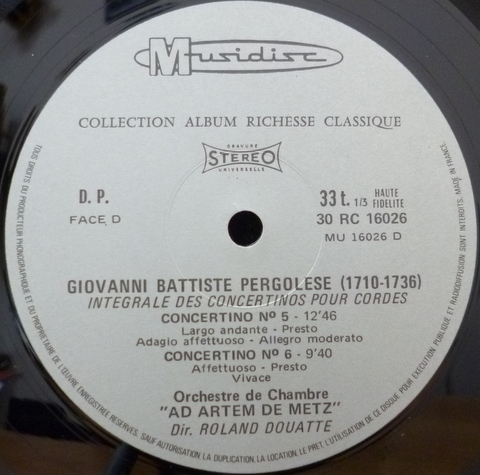 Musidisc
COLLECTION ALBUM RICHESSE CLASSIQUE
GRAVURE
STEREO
UNIVERSELLE
D. P.
FACE D
33 t. 1/3 HAUTE FIDELITE
30 RC 16026
MU 16026 D
GIOVANNI BATTISTE PERGOLESE (1710-1736)
INTEGRALE DES CONCERTINOS POUR CORDES
CONCERTINO Nº 5 - 12'46
Largo andante - Presto
Adagio affettuoso - Allegro moderato
CONCERTINO Nº 6 - 9'40
Affettuoso - Presto
Vivace
Orchestre de Chambre
"AD ARTEM DE METZ"
Dir. ROLAND DOUATTE
TOUS DROITS DU PRODUCTEUR PHONOGRAPHIQUE ET DU PROPRIETAIRE DE L'ŒUVRE ENREGISTREE RESERVES. SAUF AUTORISATION, LA DUPLICATION, LA LOCATION, LE PRET, L'UTILISATION DE CE DISQUE POUR EXECUTION PUBLIQUE ET RADIODIFFUSION SONT INTERDITS. MADE IN FRANCE.